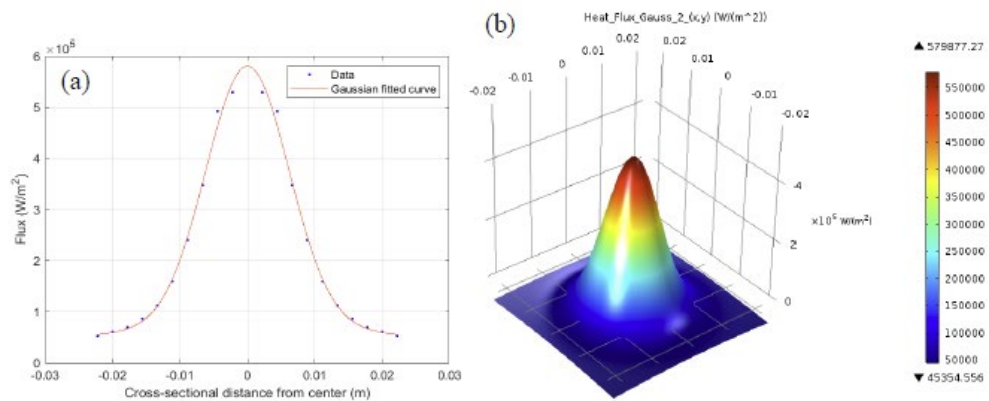 (a)
×10⁵
6
5
4
3
2
1
0
Flux (W/m²)
Data
Gaussian fitted curve
-0.03 -0.02 -0.01 0 0.01 0.02 0.03
Cross-sectional distance from center (m)
(b)
Heat_Flux_Gauss_2_(x,y) (W/(m^2))
-0.02 -0.01 0 0.01 0.02
0.02 0.01 0 -0.01 -0.02
4
×10⁵ W/m²)
2
0
▲ 579877.27
550000
500000
450000
400000
350000
300000
250000
200000
150000
100000
50000
▼ 45354.556